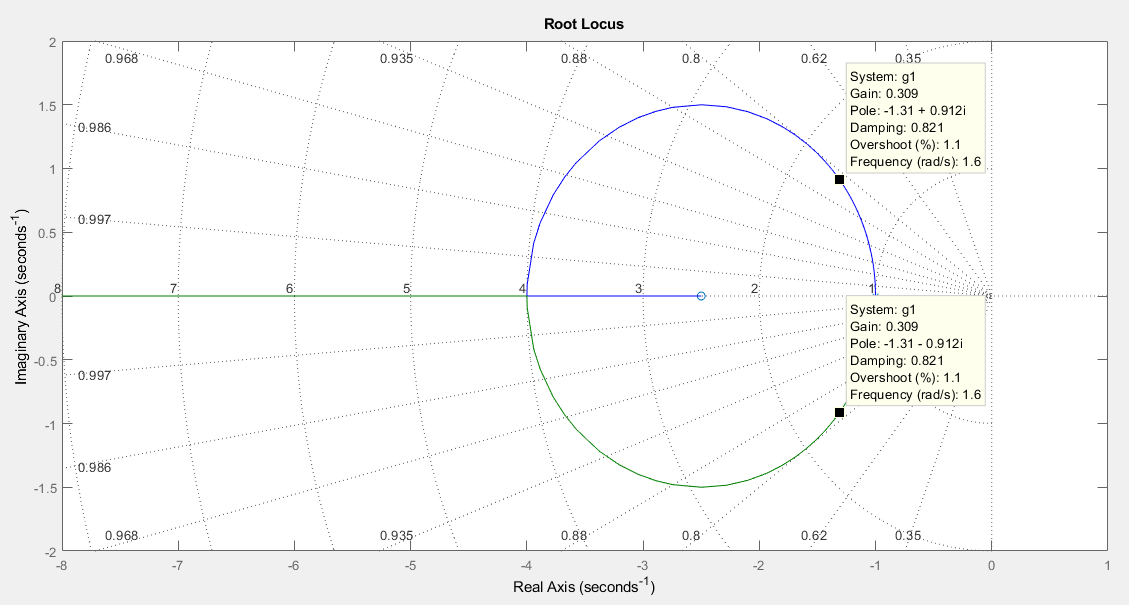 Root Locus
2
0.968
0.935
0.88
0.8
0.62
0.35
System: g1
Gain: 0.309
Pole: -1.31 + 0.912i
Damping: 0.821
Overshoot (%): 1.1
Frequency (rad/s): 1.6
1.5
0.986
1
0.997
0.5
Imaginary Axis (seconds⁻¹)
0
8
7
6
5
4
3
2
1
System: g1
Gain: 0.309
Pole: -1.31 - 0.912i
Damping: 0.821
Overshoot (%): 1.1
Frequency (rad/s): 1.6
-0.5
0.997
-1
0.986
-1.5
0.968
0.935
0.88
0.8
0.62
0.35
-2
-8 -7 -6 -5 -4 -3 -2 -1 0 1
Real Axis (seconds⁻¹)